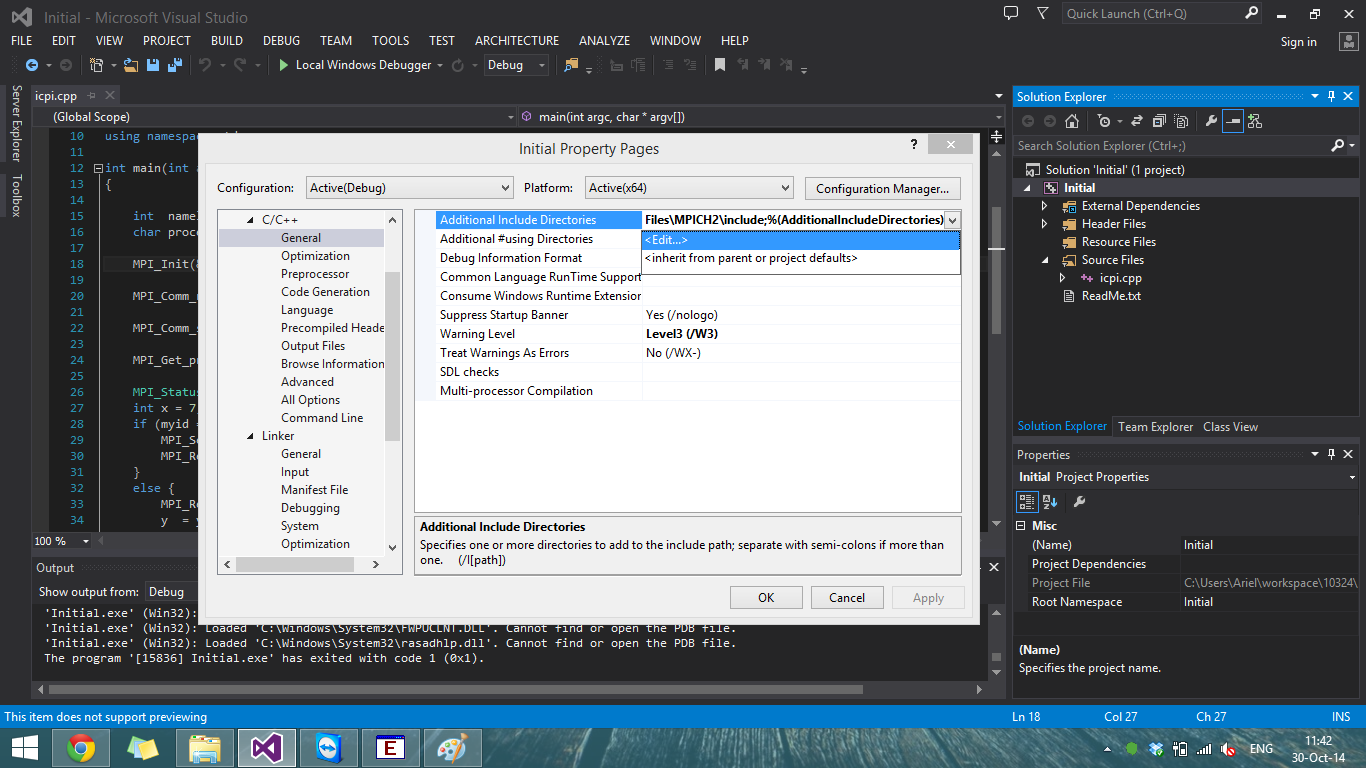 Initial - Microsoft Visual Studio
Quick Launch (Ctrl+Q)
FILE EDIT VIEW PROJECT BUILD DEBUG TEAM TOOLS TEST ARCHITECTURE ANALYZE WINDOW HELP
Sign in
Local Windows Debugger
Debug
Server Explorer
Toolbox
icpi.cpp
(Global Scope)
main(int argc, char * argv[])
10 using namespace
11
12 int main(int
13 {
14
15 int
16 char
17
18 MPI_Init(
19
20 MPI_Comm_
21
22 MPI_Comm_
23
24 MPI_Get_
25
26 MPI_Status
27 int x = 7
28 if (myid
29
30
31 }
32 else {
33
34 y =
100 %
Initial Property Pages
?
Configuration: Active(Debug)
Platform: Active(x64)
Configuration Manager...
C/C++
General
Optimization
Preprocessor
Code Generation
Language
Precompiled Heade
Output Files
Browse Information
Advanced
All Options
Command Line
Linker
General
Input
Manifest File
Debugging
System
Optimization
Additional Include Directories Files\MPICH2\include;%(AdditionalIncludeDirectories)
Additional #using Directories <Edit...>
Debug Information Format <inherit from parent or project defaults>
Common Language RunTime Support
Consume Windows Runtime Extension
Suppress Startup Banner Yes (/nologo)
Warning Level Level3 (/W3)
Treat Warnings As Errors No (/WX-)
SDL checks
Multi-processor Compilation
Additional Include Directories
Specifies one or more directories to add to the include path; separate with semi-colons if more than
one. (/I[path])
OK Cancel Apply
Output
Show output from: Debug
'Initial.exe' (Win32):
'Initial.exe' (Win32): Loaded 'C:\Windows\System32\FWPUCLNT.DLL'. Cannot find or open the PDB file.
'Initial.exe' (Win32): Loaded 'C:\Windows\System32\rasadhlp.dll'. Cannot find or open the PDB file.
The program '[15836] Initial.exe' has exited with code 1 (0x1).
Solution Explorer
Search Solution Explorer (Ctrl+;)
Solution 'Initial' (1 project)
Initial
External Dependencies
Header Files
Resource Files
Source Files
icpi.cpp
ReadMe.txt
Solution Explorer Team Explorer Class View
Properties
Initial Project Properties
Misc
(Name) Initial
Project Dependencies
Project File C:\Users\Ariel\workspace\10324\
Root Namespace Initial
(Name)
Specifies the project name.
This item does not support previewing
Ln 18 Col 27 Ch 27 INS
ENG
11:42
30-Oct-14